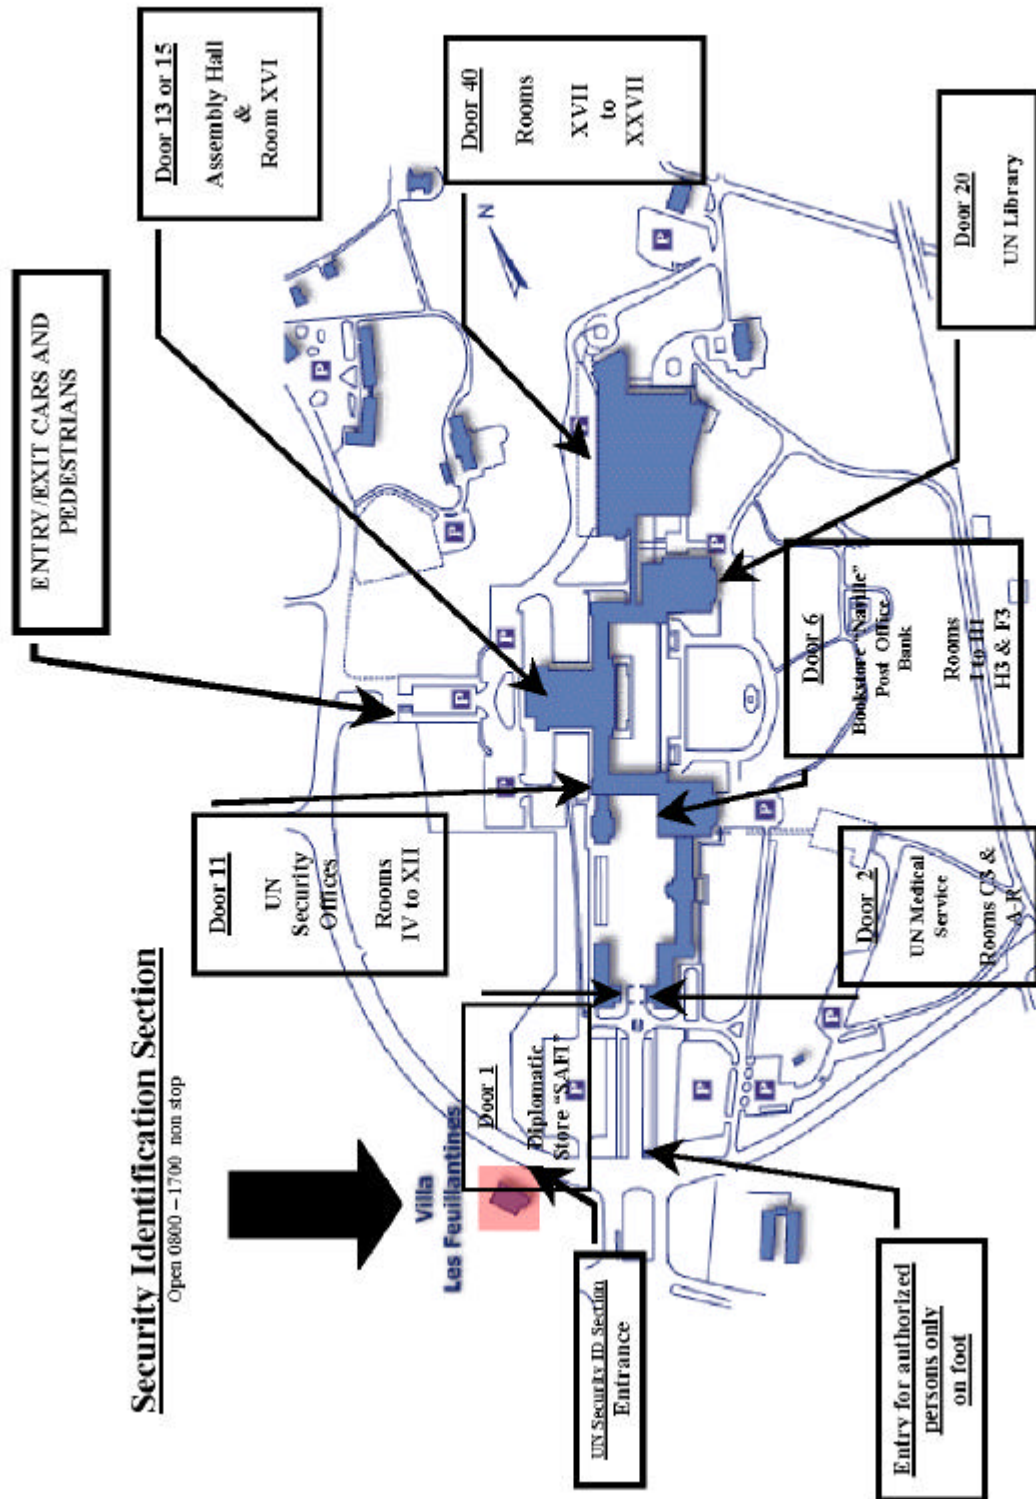 Security Identification Section
Open 0800 – 1700 non stop
ENTRY/EXIT CARS AND
PEDESTRIANS
Door 13 or 15
Assembly Hall
&
Room XVI
Door 40
Rooms
XVII
to
XXVII
Door 11
UN
Security
Offices
Rooms
IV to XII
Villa
Les Feuillantines
Door 1
Diplomatic
Store "SAFI"
UN Security ID Section
Entrance
Entry for authorized
persons only
on foot
Door 2
UN Medical
Service
Rooms C3 &
A-R
Door 6
Bookstore "Naville"
Post Office
Bank
Rooms
I to III
H3 & F3
Door 20
UN Library
N
P
P
P
P
P
P
P
P
P
P
P
P
P